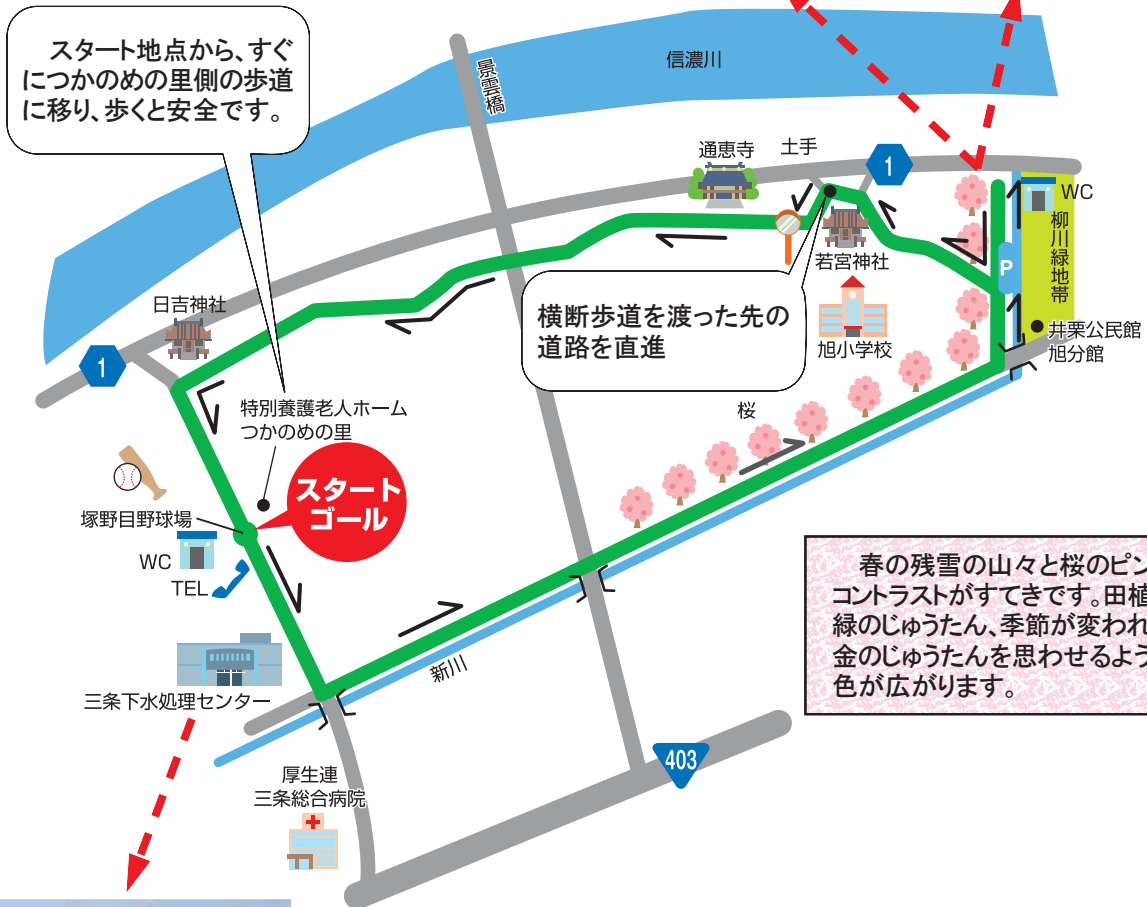 スタート地点から、すぐ
につかのめの里側の歩道
に移り、歩くと安全です。
景雲橋
信濃川
通恵寺
土手
1
WC
柳川緑地帯
P
若宮神社
旭小学校
井栗公民館
旭分館
横断歩道を渡った先の
道路を直進
日吉神社
1
特別養護老人ホーム
つかのめの里
桜
スタート
ゴール
塚野目野球場
WC
TEL
三条下水処理センター
新川
春の残雪の山々と桜のピン
コントラストがすてきです。田植
緑のじゅうたん、季節が変われ
金のじゅうたんを思わせるよう
色が広がります。
403
厚生連
三条総合病院